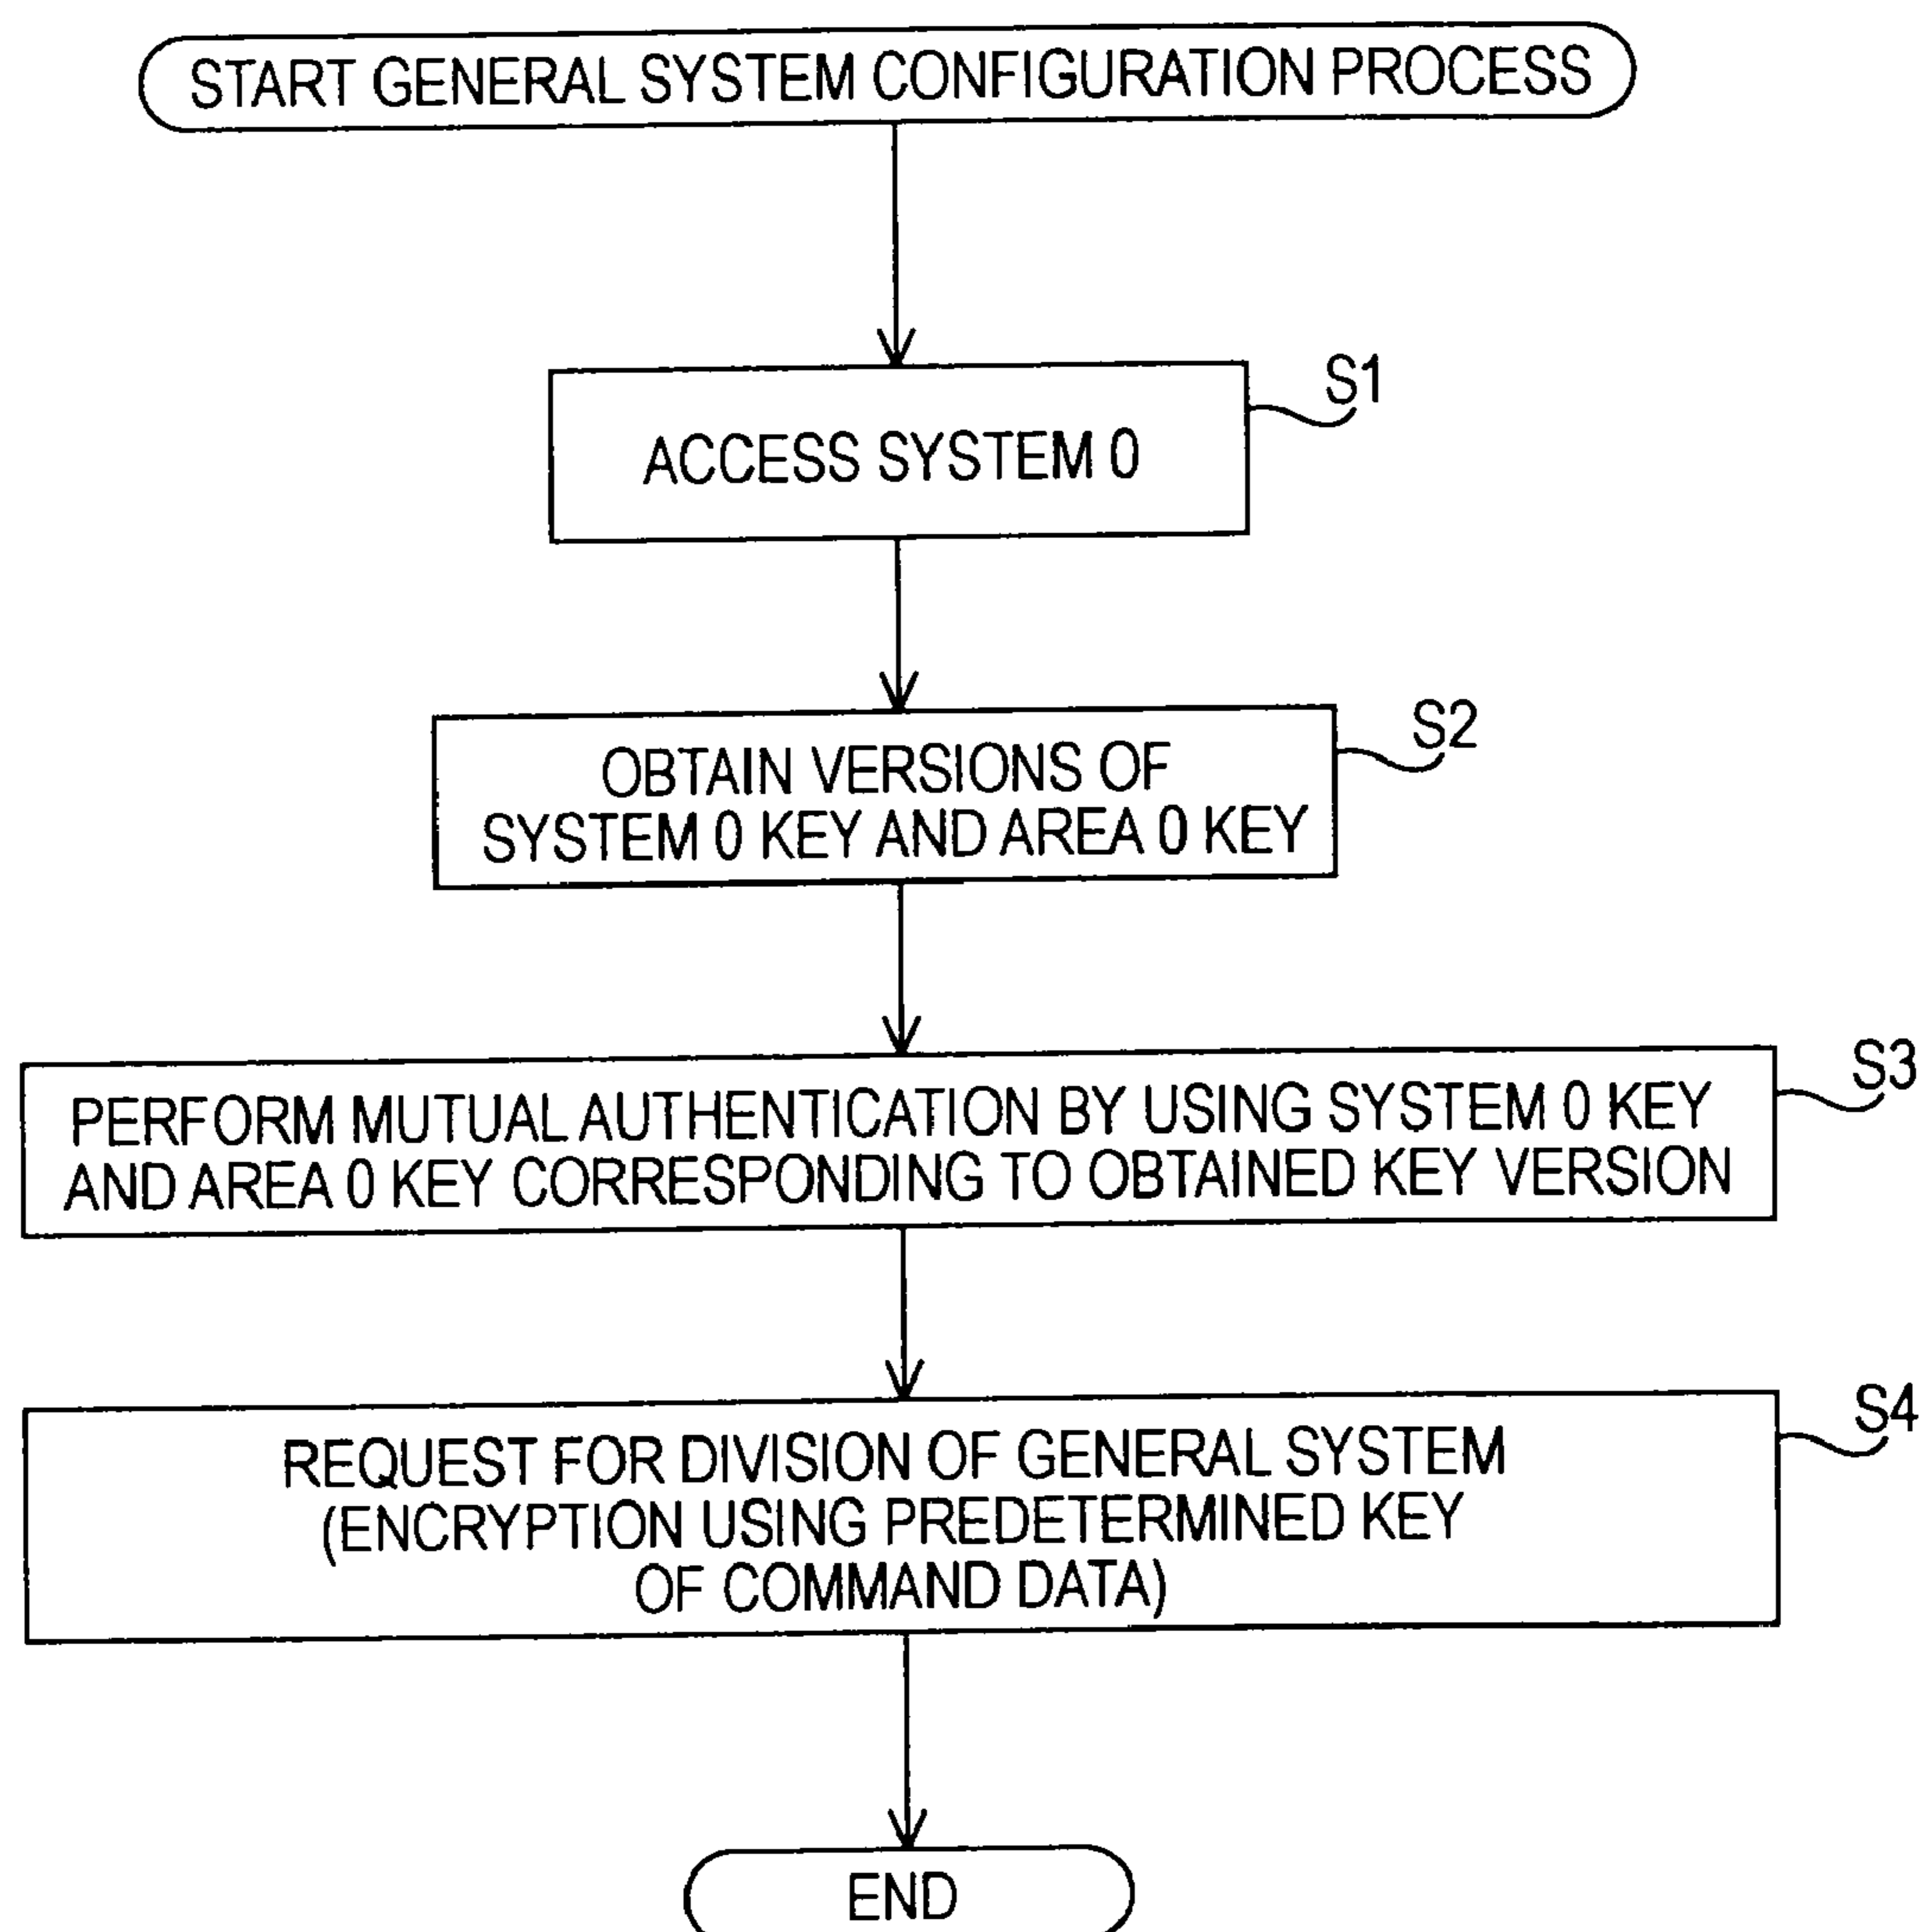 START GENERAL SYSTEM CONFIGURATION PROCESS
S1
ACCESS SYSTEM 0
S2
OBTAIN VERSIONS OF
SYSTEM 0 KEY AND AREA 0 KEY
S3
PERFORM MUTUAL AUTHENTICATION BY USING SYSTEM 0 KEY
AND AREA 0 KEY CORRESPONDING TO OBTAINED KEY VERSION
S4
REQUEST FOR DIVISION OF GENERAL SYSTEM
(ENCRYPTION USING PREDETERMINED KEY
OF COMMAND DATA)
END